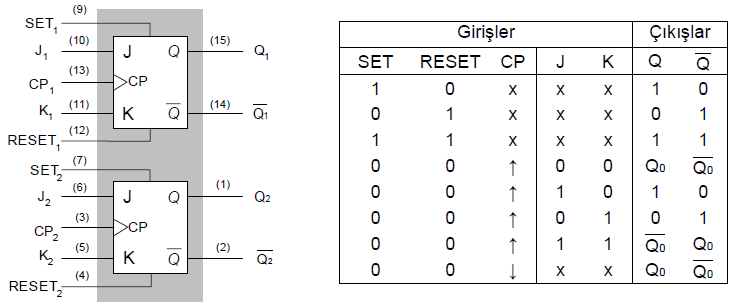 SET1 (9)
J1 (10) J Q (15) Q1
CP1 (13) CP
K1 (11) K Q̅ (14) Q̅1
RESET1 (12)
SET2 (7)
J2 (6) J Q (1) Q2
CP2 (3) CP
K2 (5) K Q̅ (2) Q̅2
RESET2 (4)
Girişler Çıkışlar
SET RESET CP J K Q Q̅
1 0 x x x 1 0
0 1 x x x 0 1
1 1 x x x 1 1
0 0 ↑ 0 0 Q0 Q̅0
0 0 ↑ 1 0 1 0
0 0 ↑ 0 1 0 1
0 0 ↑ 1 1 Q̅0 Q0
0 0 ↓ x x Q0 Q̅0